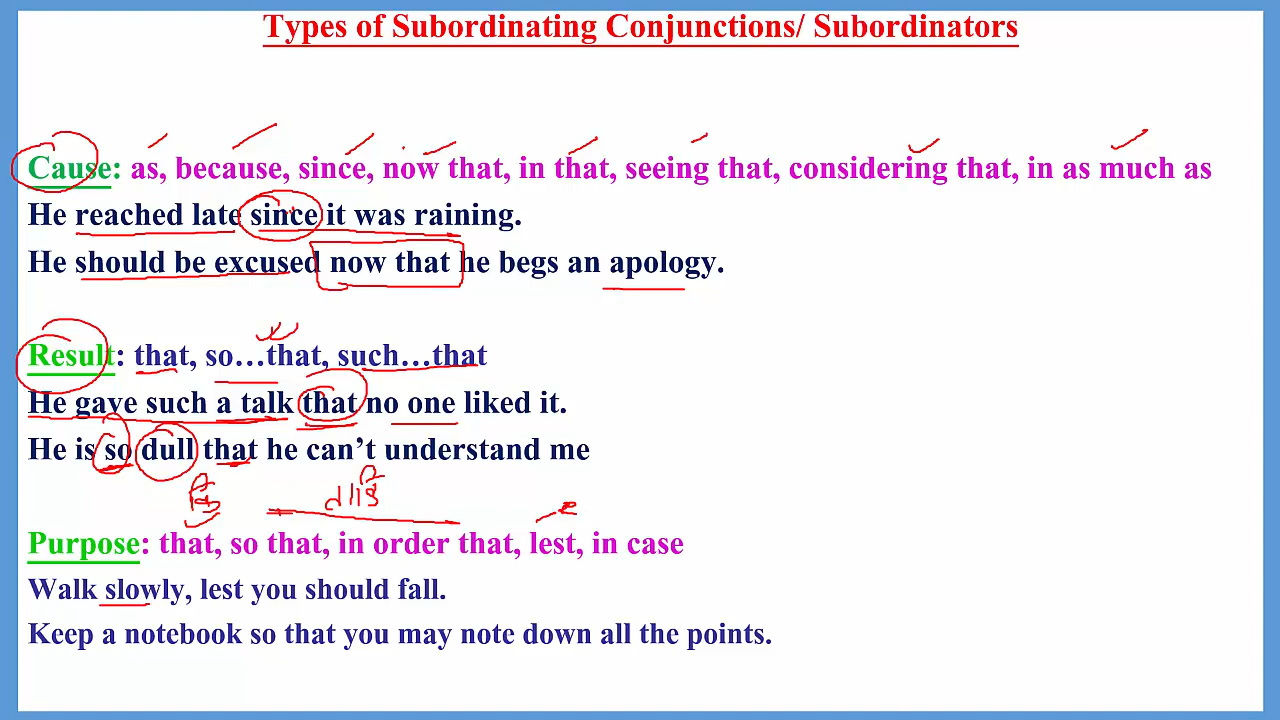 Types of Subordinating Conjunctions/ Subordinators
Cause: as, because, since, now that, in that, seeing that, considering that, in as much as
He reached late since it was raining.
He should be excused now that he begs an apology.
Result: that, so…that, such…that
He gave such a talk that no one liked it.
He is so dull that he can’t understand me
Purpose: that, so that, in order that, lest, in case
Walk slowly, lest you should fall.
Keep a notebook so that you may note down all the points.